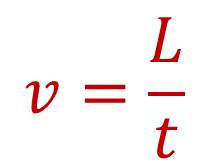 v = L/t